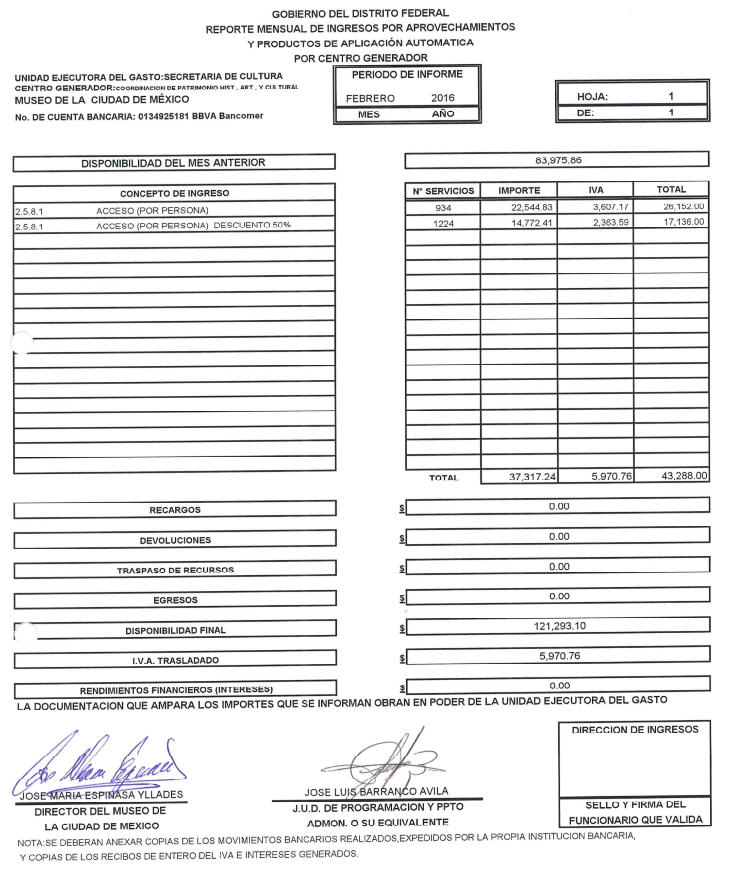 GOBIERNO DEL DISTRITO FEDERAL
REPORTE MENSUAL DE INGRESOS POR APROVECHAMIENTOS
Y PRODUCTOS DE APLICACIÓN AUTOMATICA
POR CENTRO GENERADOR
UNIDAD EJECUTORA DEL GASTO:SECRETARIA DE CULTURA
CENTRO GENERADOR:COORDINACION DE PATRIMONIO HIST., ART., Y CULTURAL
MUSEO DE LA CIUDAD DE MÉXICO
No. DE CUENTA BANCARIA: 0134925181 BBVA Bancomer
PERIODO DE INFORME
FEBRERO 2016
MES AÑO
HOJA: 1
DE: 1
DISPONIBILIDAD DEL MES ANTERIOR 83,975.86
CONCEPTO DE INGRESO N° SERVICIOS IMPORTE IVA TOTAL
2.5.8.1 ACCESO (POR PERSONA) 934 22,544.83 3,607.17 26,152.00
2.5.8.1 ACCESO (POR PERSONA) DESCUENTO 50% 1224 14,772.41 2,363.59 17,136.00
TOTAL 37,317.24 5,970.76 43,288.00
RECARGOS $ 0.00
DEVOLUCIONES $ 0.00
TRASPASO DE RECURSOS $ 0.00
EGRESOS $ 0.00
DISPONIBILIDAD FINAL $ 121,293.10
I.V.A. TRASLADADO $ 5,970.76
RENDIMIENTOS FINANCIEROS (INTERESES) $ 0.00
LA DOCUMENTACION QUE AMPARA LOS IMPORTES QUE SE INFORMAN OBRAN EN PODER DE LA UNIDAD EJECUTORA DEL GASTO
JOSE MARIA ESPINASA YLLADES
DIRECTOR DEL MUSEO DE
LA CIUDAD DE MEXICO
JOSE LUIS BARRANCO AVILA
J.U.D. DE PROGRAMACION Y PPTO
ADMON. O SU EQUIVALENTE
DIRECCION DE INGRESOS
SELLO Y FIRMA DEL
FUNCIONARIO QUE VALIDA
NOTA:SE DEBERAN ANEXAR COPIAS DE LOS MOVIMIENTOS BANCARIOS REALIZADOS,EXPEDIDOS POR LA PROPIA INSTITUCION BANCARIA,
Y COPIAS DE LOS RECIBOS DE ENTERO DEL IVA E INTERESES GENERADOS.